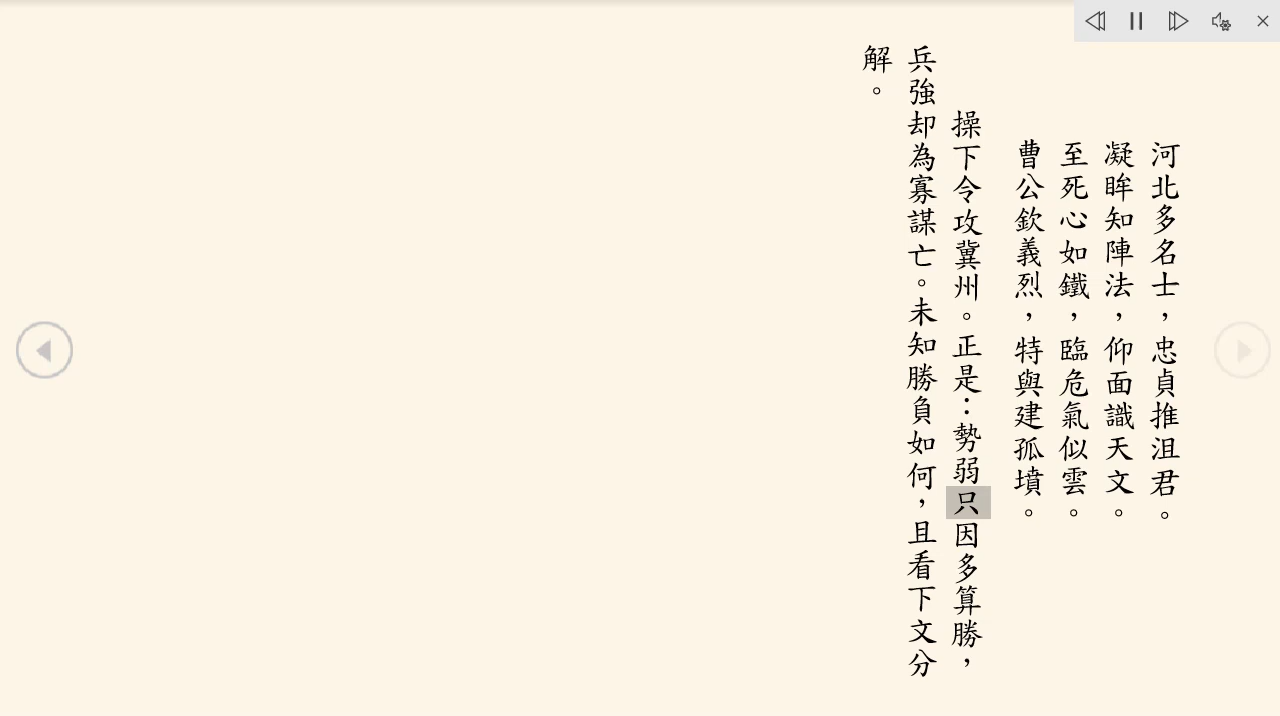 河北多名士，忠貞推沮君。
凝眸知陣法，仰面識天文。
至死心如鐵，臨危氣似雲。
曹公欽義烈，特與建孤墳。
操下令攻冀州。正是：勢弱只因多算勝，
兵強却為寡謀亡。未知勝負如何，且看下文分
解。